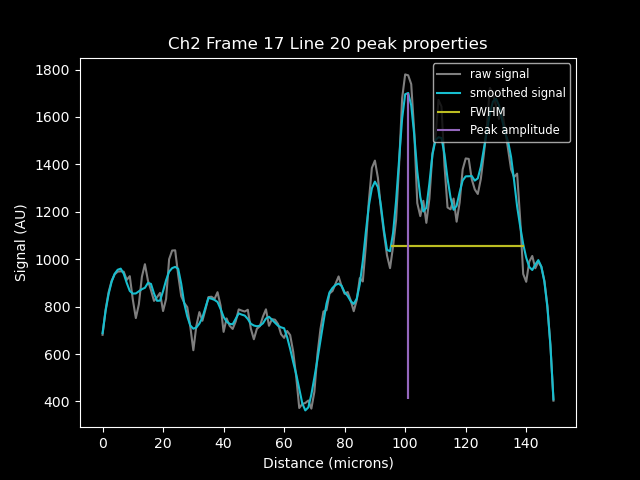 Ch2 Frame 17 Line 20 peak properties
raw signal
smoothed signal
FWHM
Peak amplitude
Signal (AU)
1800
1600
1400
1200
1000
800
600
400
0 20 40 60 80 100 120 140
Distance (microns)